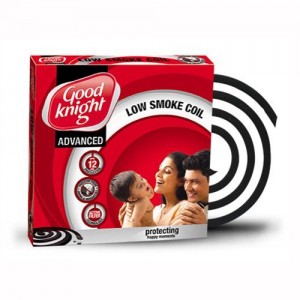 Good
knight
ADVANCED
LOW SMOKE COIL
12
protecting
happy moments